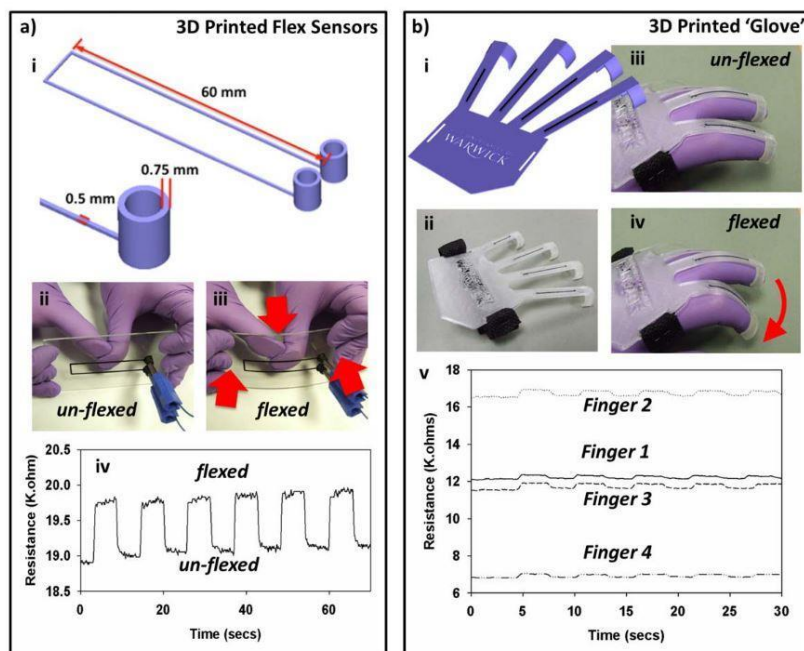 a)
3D Printed Flex Sensors
i
60 mm
0.75 mm
0.5 mm
ii
un-flexed
iii
flexed
iv
20.5
20.0
19.5
19.0
18.5
Resistance (K.ohm)
flexed
un-flexed
0 20 40 60
Time (secs)
b)
3D Printed ‘Glove’
i
WARWICK
iii
un-flexed
ii
iv
flexed
v
18
16
14
12
10
8
6
Resistance (K.ohms)
Finger 2
Finger 1
Finger 3
Finger 4
0 5 10 15 20 25 30
Time (secs)